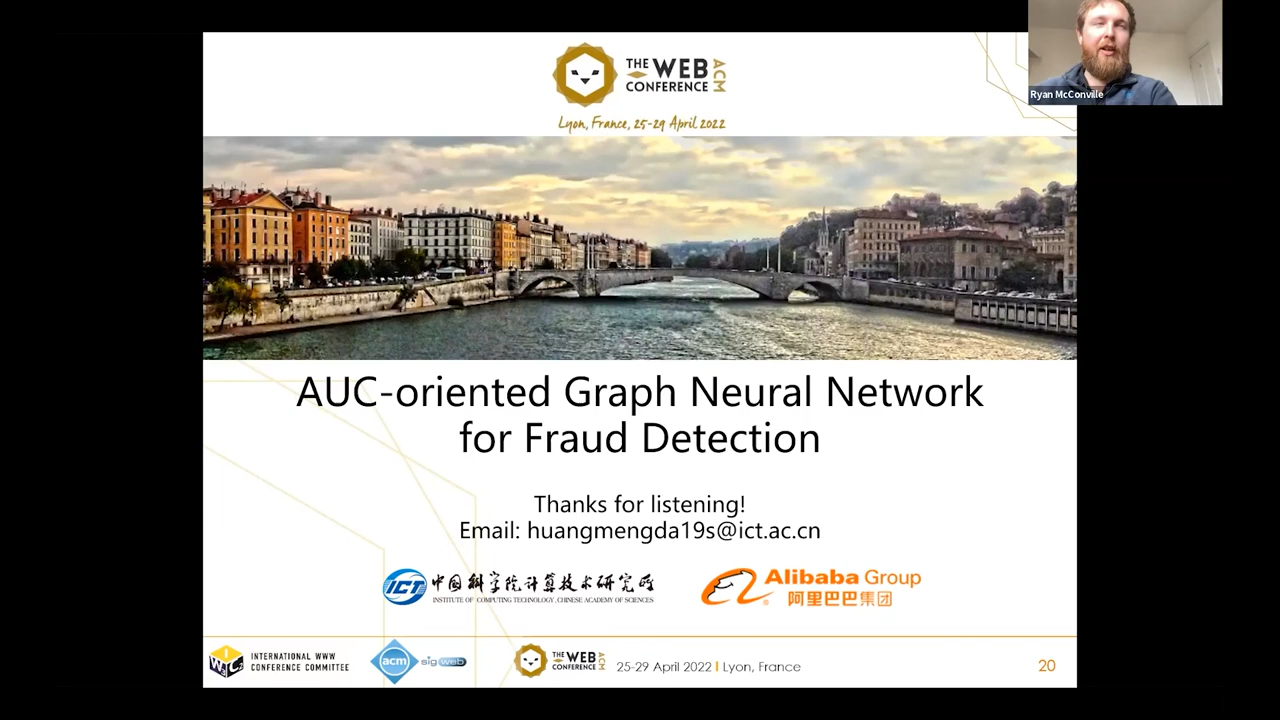 THE WEB CONFERENCE ACM
Lyon, France, 25-29 April 2022
Ryan McConville
AUC-oriented Graph Neural Network
for Fraud Detection
Thanks for listening!
Email: huangmengda19s@ict.ac.cn
ICT 中国科学院计算技术研究所
INSTITUTE OF COMPUTING TECHNOLOGY, CHINESE ACADEMY OF SCIENCES
Alibaba Group
阿里巴巴集团
INTERNATIONAL WWW
CONFERENCE COMMITTEE
acm sigweb
THE WEB CONFERENCE ACM
25-29 April 2022 | Lyon, France
20